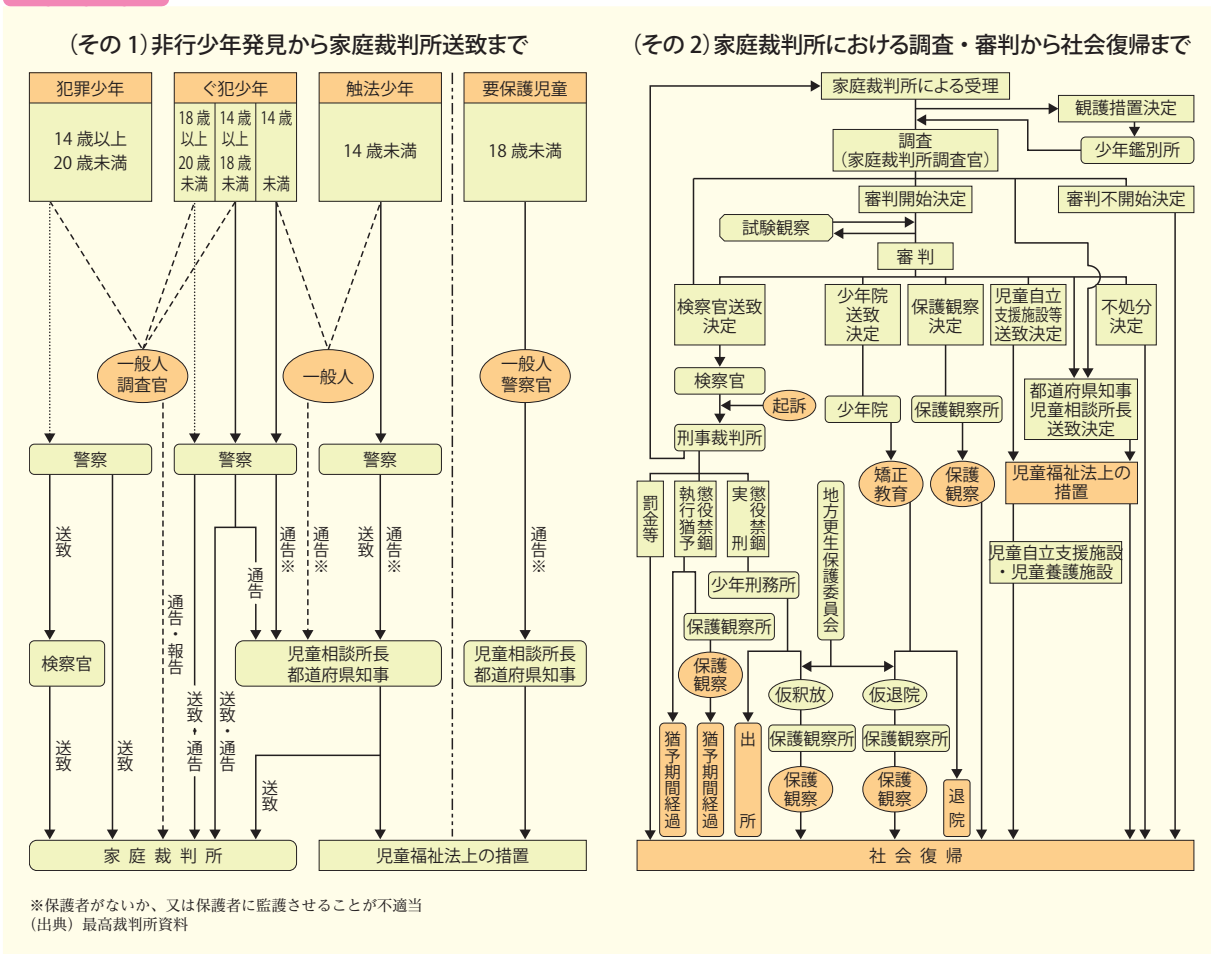 (その1)非行少年発見から家庭裁判所送致まで
犯罪少年
ぐ犯少年
触法少年
要保護児童
14歳以上
20歳未満
18歳
以上
20歳
未満
14歳
以上
18歳
未満
14歳
未満
14歳未満
18歳未満
一般人
調査官
一般人
一般人
警察官
警察
警察
警察
送致
通告
通告※
通告※
送致
通告※
通告・報告
検察官
児童相談所長
都道府県知事
児童相談所長
都道府県知事
送致
送致
送致・通告
送致・通告
送致
家庭裁判所
児童福祉法上の措置
※保護者がないか、又は保護者に監護させることが不適当
(出典)最高裁判所資料
(その2)家庭裁判所における調査・審判から社会復帰まで
家庭裁判所による受理
観護措置決定
調査
(家庭裁判所調査官)
少年鑑別所
審判開始決定
審判不開始決定
試験観察
審判
検察官送致
決定
少年院
送致
決定
保護観察
決定
児童自立
支援施設等
送致決定
不処分
決定
検察官
起訴
少年院
保護観察所
都道府県知事
児童相談所長
送致決定
刑事裁判所
矯正
教育
保護
観察
児童福祉法上の
措置
罰金等
懲役禁錮
執行猶予
懲役禁錮
実刑
地方更生保護委員会
児童自立支援施設
・児童養護施設
少年刑務所
保護観察所
保護
観察
仮釈放
仮退院
猶予期間経過
猶予期間経過
出所
保護観察所
保護観察所
保護
観察
保護
観察
退院
社会復帰